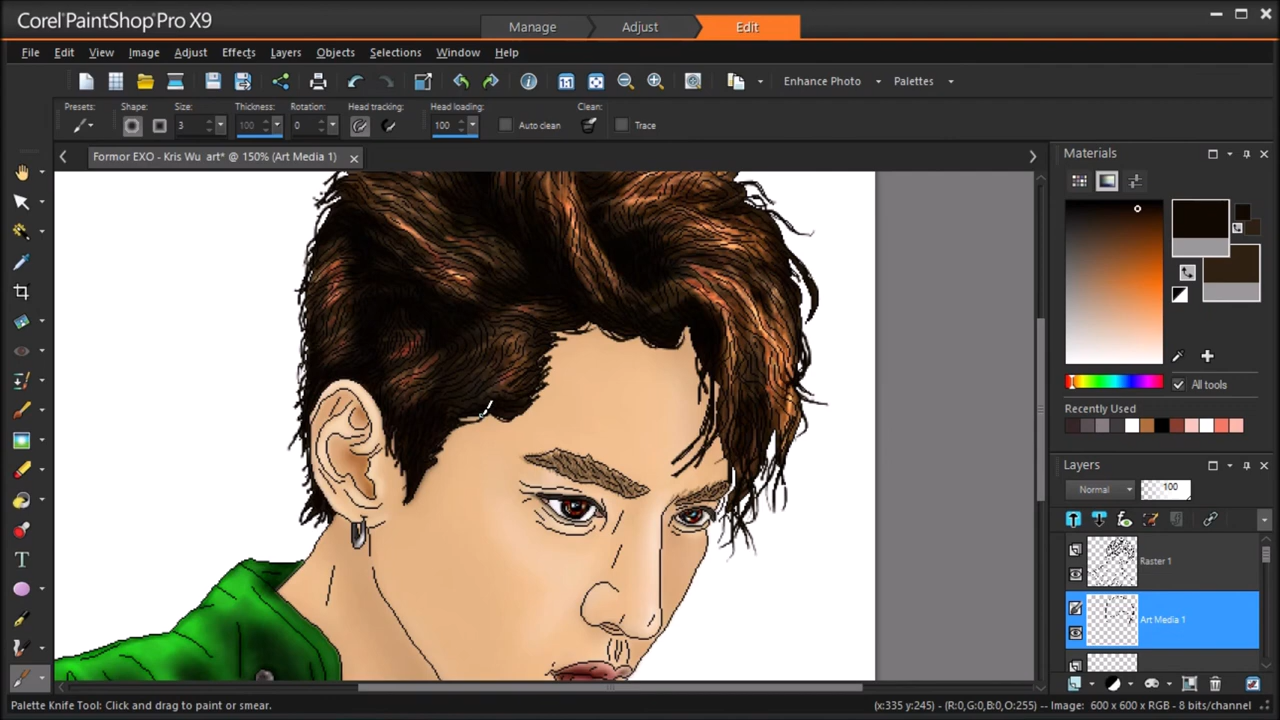 Corel PaintShop Pro X9
Manage
Adjust
Edit
File Edit View Image Adjust Effects Layers Objects Selections Window Help
Enhance Photo
Palettes
Presets: Shape: Size: Thickness: Rotation: Head tracking: Head loading: Clean:
3 100 0 100 Auto clean Trace
Formor EXO - Kris Wu art* @ 150% (Art Media 1)
Materials
All tools
Recently Used
Layers
Normal 100
Raster 1
Art Media 1
Palette Knife Tool: Click and drag to paint or smear.
(x:335 y:245) - (R:0,G:0,B:0,O:255) -- Image: 600 x 600 x RGB - 8 bits/channel